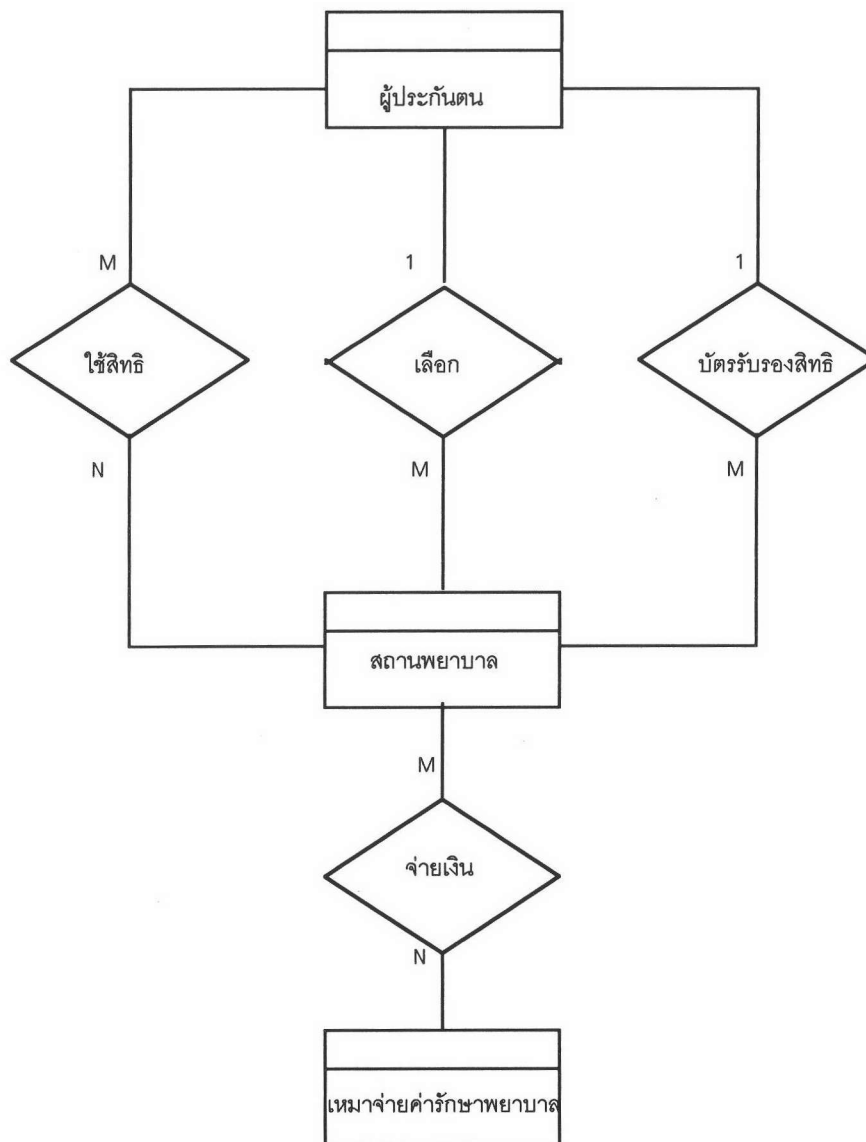 ผู้ประกันตน
M 1 1
ใช้สิทธิ เลือก บัตรรับรองสิทธิ
N M M
สถานพยาบาล
M
จ่ายเงิน
N
เหมาจ่ายค่ารักษาพยาบาล